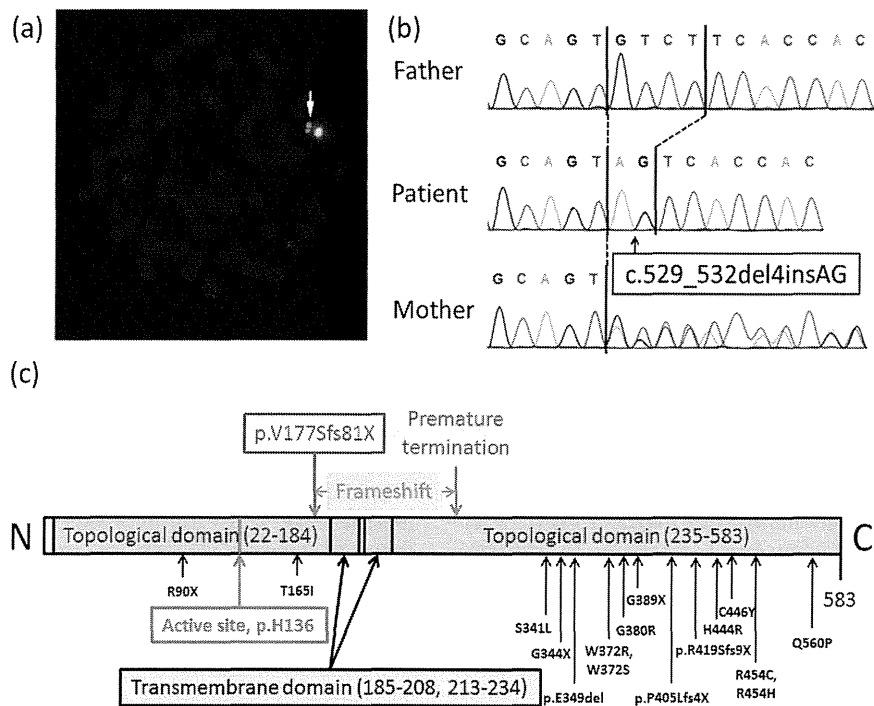 (a)
(b)
G C A G T G T C T T C A C C A C
Father
G C A G T A G T C A C C A C
Patient
c.529_532del4insAG
G C A G T
Mother
(c)
p.V177Sfs81X
Premature
termination
Frameshift
N
Topological domain (22-184)
Topological domain (235-583)
C
R90X
T165I
Active site, p.H136
Transmembrane domain (185-208, 213-234)
S341L
G344X
p.E349del
W372R,
W372S
G380R
G389X
p.P405Lfs4X
p.R419Sfs9X
H444R
C446Y
R454C,
R454H
Q560P
583